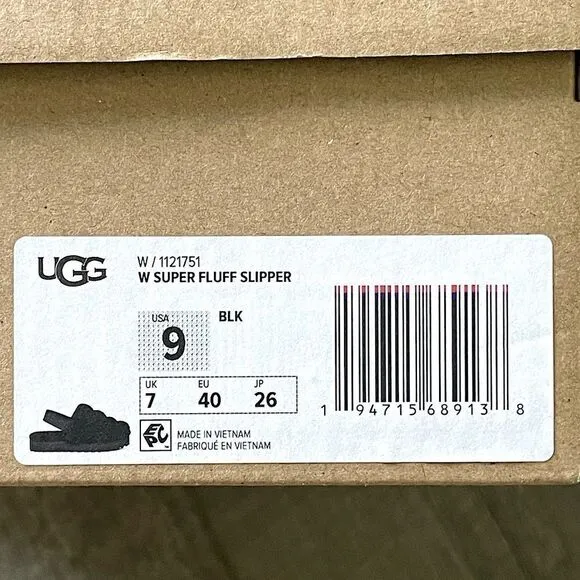 UGG
W / 1121751
W SUPER FLUFF SLIPPER
USA
9
BLK
UK EU JP
7 40 26
EPC
MADE IN VIETNAM
FABRIQUÉ EN VIETNAM
1 94715 68913 8